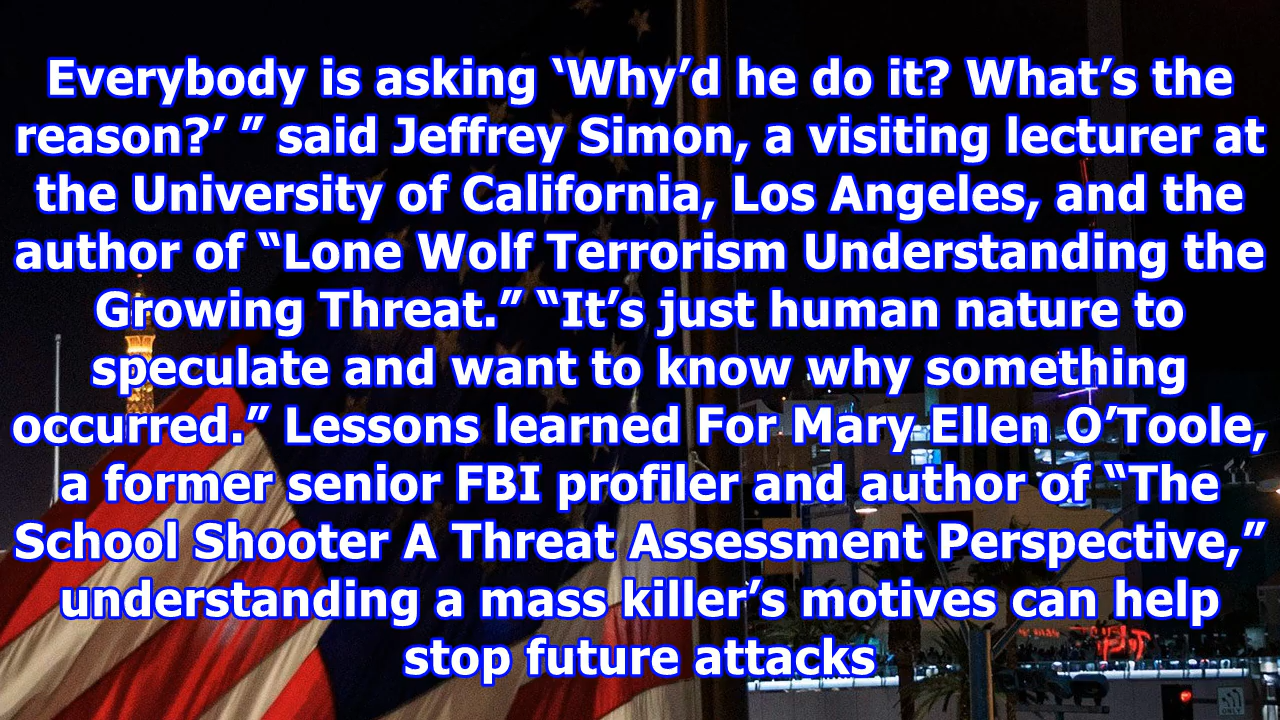 Everybody is asking ‘Why’d he do it? What’s the
reason?’ ” said Jeffrey Simon, a visiting lecturer at
the University of California, Los Angeles, and the
author of “Lone Wolf Terrorism Understanding the
Growing Threat.” “It’s just human nature to
speculate and want to know why something
occurred.” Lessons learned For Mary Ellen O’Toole,
a former senior FBI profiler and author of “The
School Shooter A Threat Assessment Perspective,”
understanding a mass killer’s motives can help
stop future attacks
ONLY